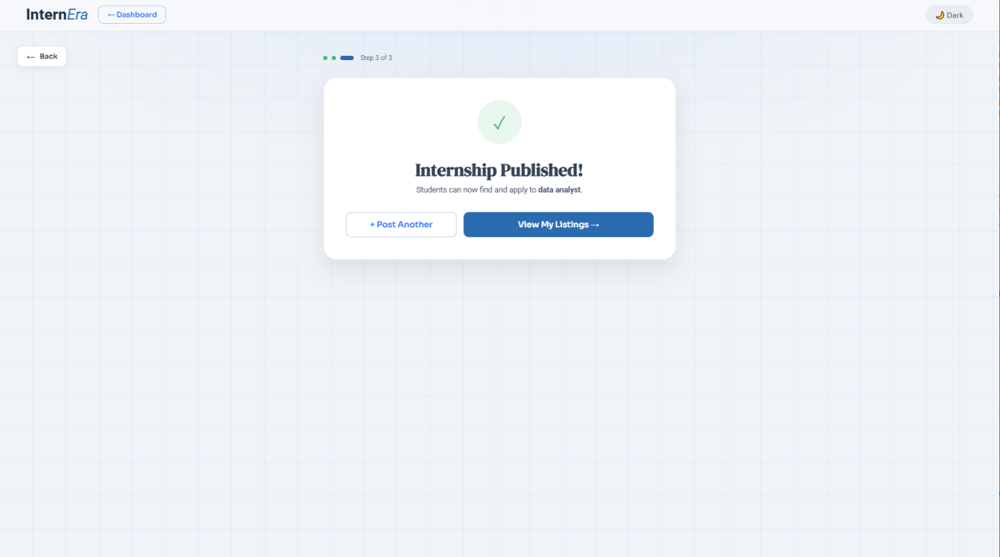 InternEra
← Dashboard
🌙 Dark
← Back
Step 3 of 3
✓
Internship Published!
Students can now find and apply to data analyst.
+ Post Another
View My Listings →